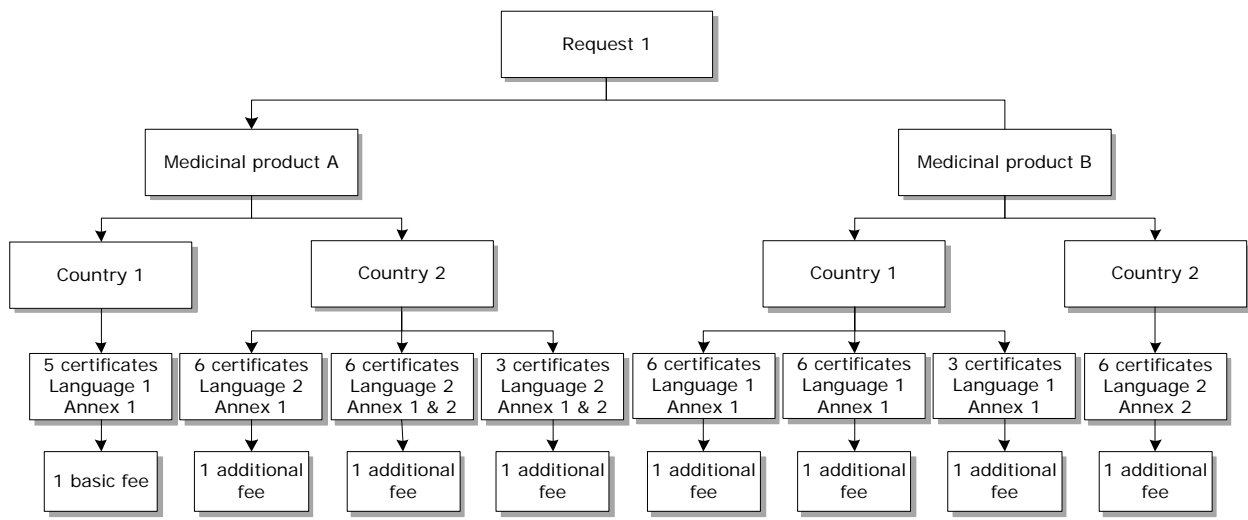 Request 1
Medicinal product A
Medicinal product B
Country 1
Country 2
Country 1
Country 2
5 certificates
Language 1
Annex 1
6 certificates
Language 2
Annex 1
6 certificates
Language 2
Annex 1 & 2
3 certificates
Language 2
Annex 1 & 2
6 certificates
Language 1
Annex 1
6 certificates
Language 1
Annex 1
3 certificates
Language 1
Annex 1
6 certificates
Language 2
Annex 2
1 basic fee
1 additional
fee
1 additional
fee
1 additional
fee
1 additional
fee
1 additional
fee
1 additional
fee
1 additional
fee